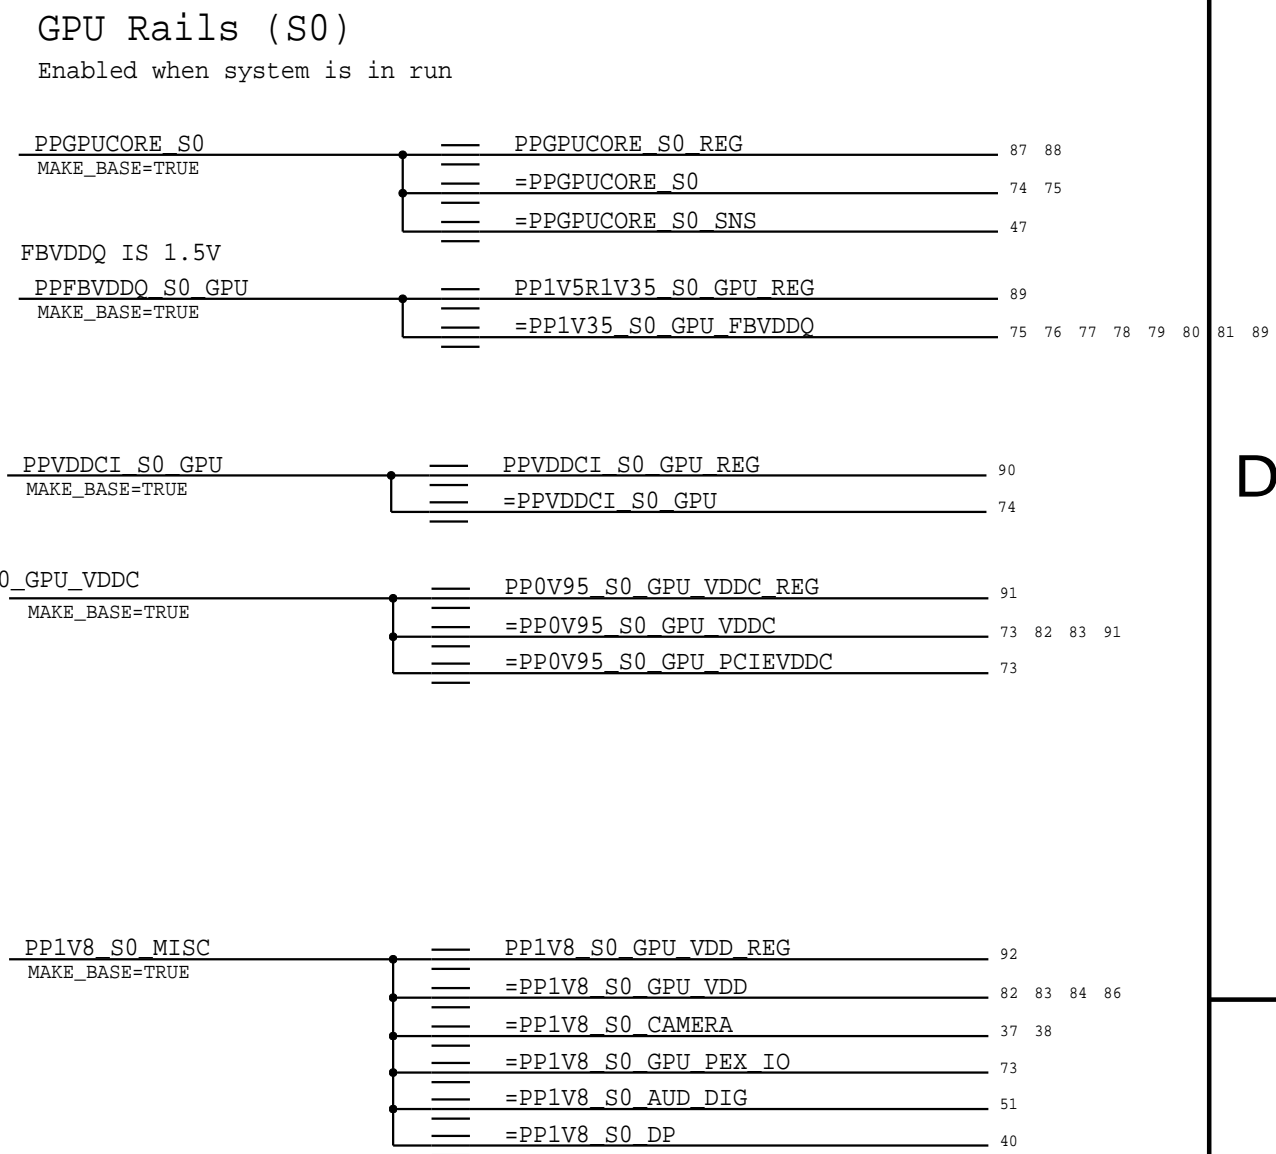 GPU Rails (S0)
Enabled when system is in run
PPGPUCORE_S0 PPGPUCORE_S0_REG 87 88
MAKE_BASE=TRUE
=PPGPUCORE_S0 74 75
=PPGPUCORE_S0_SNS 47
FBVDDQ IS 1.5V
PPFBVDDQ_S0_GPU PP1V5R1V35_S0_GPU_REG 89
MAKE_BASE=TRUE
=PP1V35_S0_GPU_FBVDDQ 75 76 77 78 79 80 81 89
PPVDDCI_S0_GPU PPVDDCI_S0_GPU_REG 90
D
MAKE_BASE=TRUE
=PPVDDCI_S0_GPU 74
0_GPU_VDDC PP0V95_S0_GPU_VDDC_REG 91
MAKE_BASE=TRUE
=PP0V95_S0_GPU_VDDC 73 82 83 91
=PP0V95_S0_GPU_PCIEVDDC 73
PP1V8_S0_MISC PP1V8_S0_GPU_VDD_REG 92
MAKE_BASE=TRUE
=PP1V8_S0_GPU_VDD 82 83 84 86
=PP1V8_S0_CAMERA 37 38
=PP1V8_S0_GPU_PEX_IO 73
=PP1V8_S0_AUD_DIG 51
=PP1V8_S0_DP 40